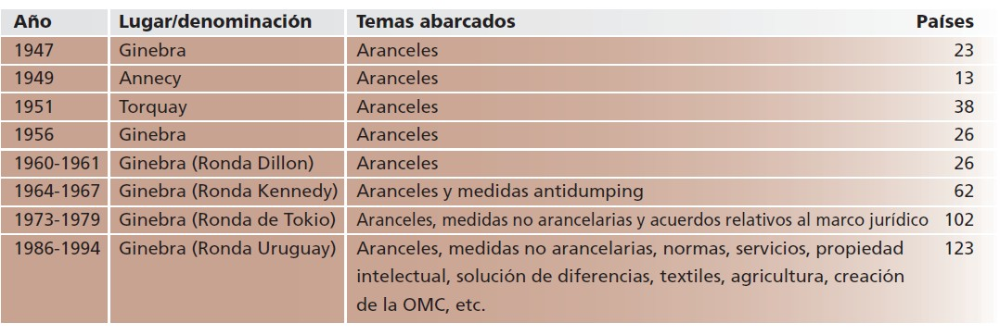 Año Lugar/denominación Temas abarcados Países
1947 Ginebra Aranceles 23
1949 Annecy Aranceles 13
1951 Torquay Aranceles 38
1956 Ginebra Aranceles 26
1960-1961 Ginebra (Ronda Dillon) Aranceles 26
1964-1967 Ginebra (Ronda Kennedy) Aranceles y medidas antidumping 62
1973-1979 Ginebra (Ronda de Tokio) Aranceles, medidas no arancelarias y acuerdos relativos al marco jurídico 102
1986-1994 Ginebra (Ronda Uruguay) Aranceles, medidas no arancelarias, normas, servicios, propiedad 123
intelectual, solución de diferencias, textiles, agricultura, creación
de la OMC, etc.